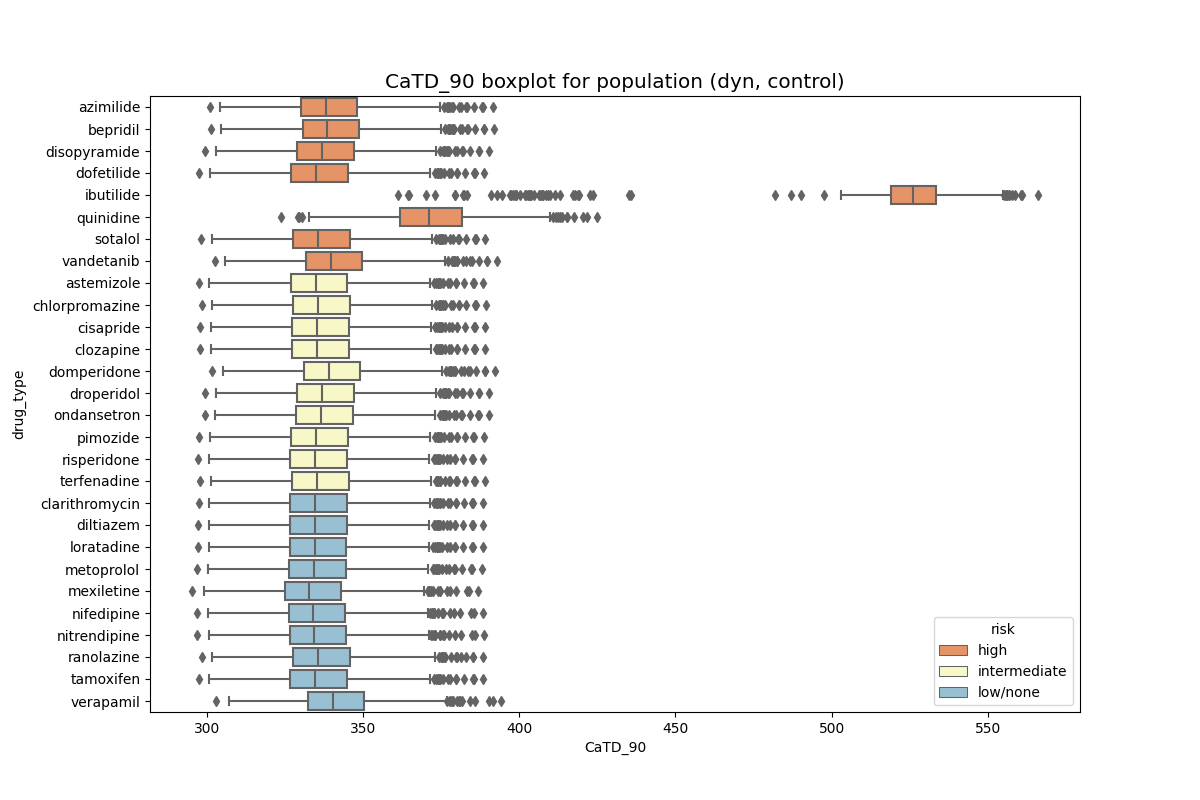 CaTD_90 boxplot for population (dyn, control)
azimilide
bepridil
disopyramide
dofetilide
ibutilide
quinidine
sotalol
vandetanib
astemizole
chlorpromazine
cisapride
clozapine
domperidone
droperidol
ondansetron
pimozide
risperidone
terfenadine
clarithromycin
diltiazem
loratadine
metoprolol
mexiletine
nifedipine
nitrendipine
ranolazine
tamoxifen
verapamil
drug_type
risk
high
intermediate
low/none
300 350 400 450 500 550
CaTD_90